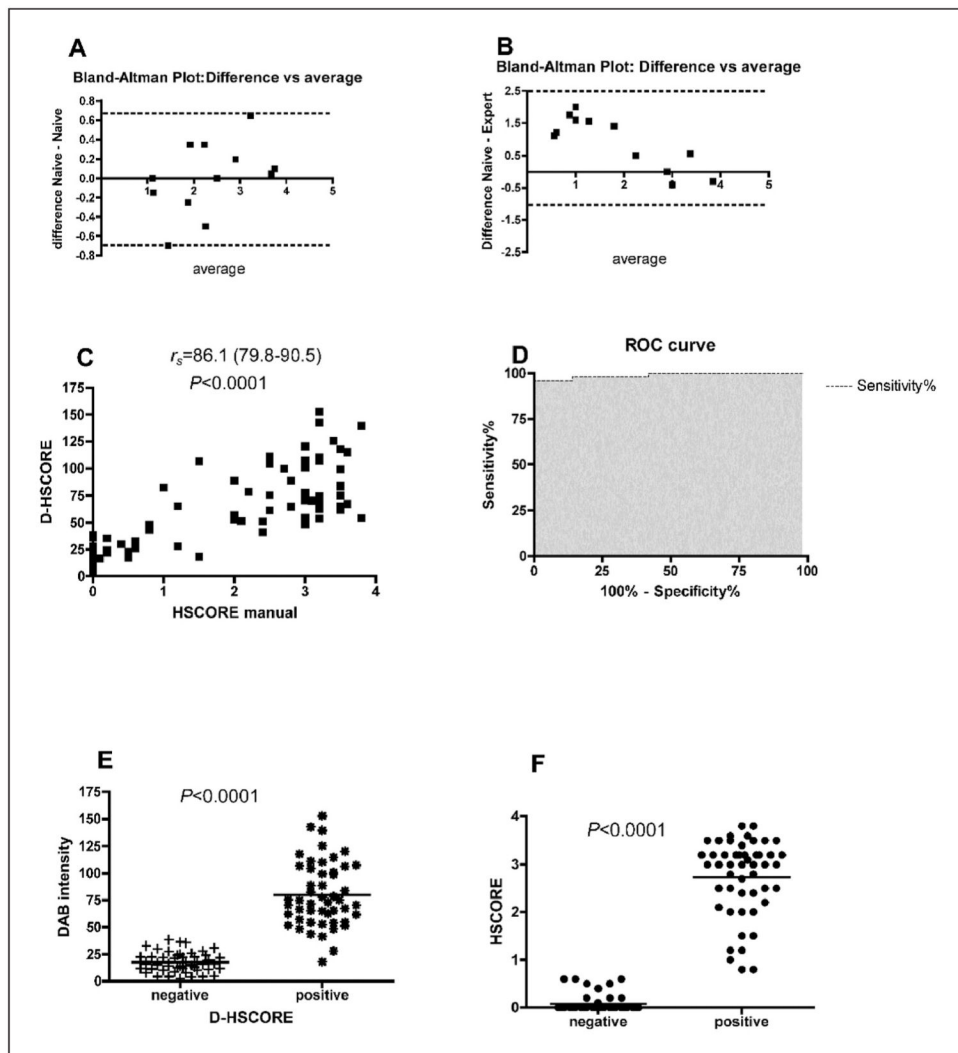 A
Bland-Altman Plot: Difference vs average
difference Naive - Naive
0.8
0.6
0.4
0.2
0.0
-0.2
-0.4
-0.6
-0.8
1 2 3 4 5
average
B
Bland-Altman Plot: Difference vs average
Difference Naive - Expert
2.5
1.5
0.5
-0.5
-1.5
-2.5
1 2 3 4 5
average
C
rs=86.1 (79.8-90.5)
P<0.0001
D-HSCORE
175
150
125
100
75
50
25
0
0 1 2 3 4
HSCORE manual
D
ROC curve
Sensitivity%
100
75
50
25
0
0 25 50 75 100
100% - Specificity%
Sensitivity%
E
P<0.0001
DAB intensity
175
150
125
100
75
50
25
0
negative positive
D-HSCORE
F
P<0.0001
HSCORE
4
3
2
1
0
negative positive